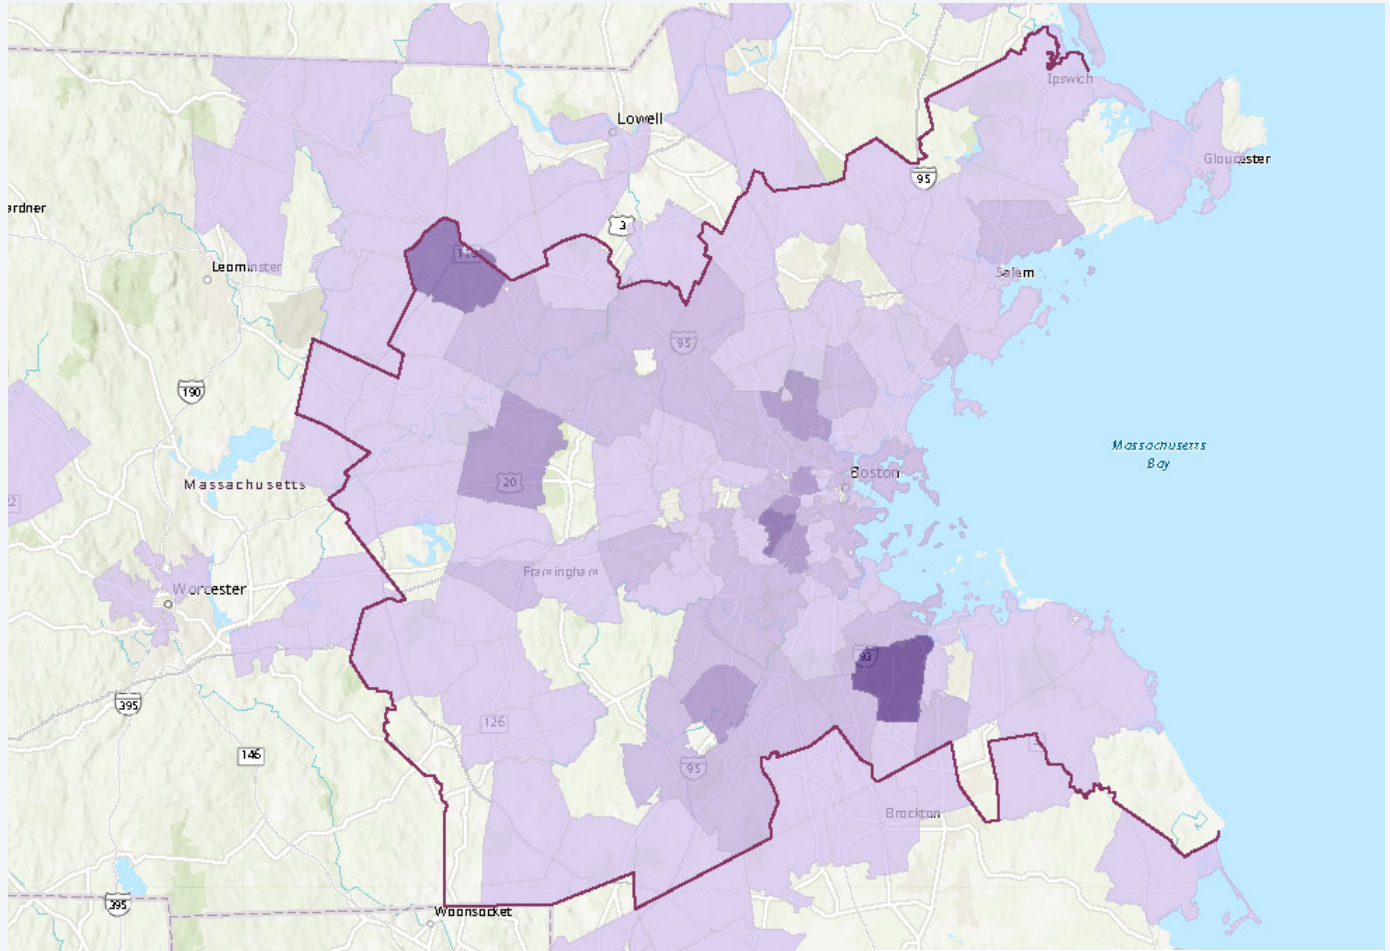 Ipswich
Lowell
Gloucester
95
ardner
3
Leominster
Salem
95
190
Massachusetts
Bay
Boston
20
Massachusetts
Framingham
Worcester
93
395
126
146
95
Brockton
395
Woonsocket